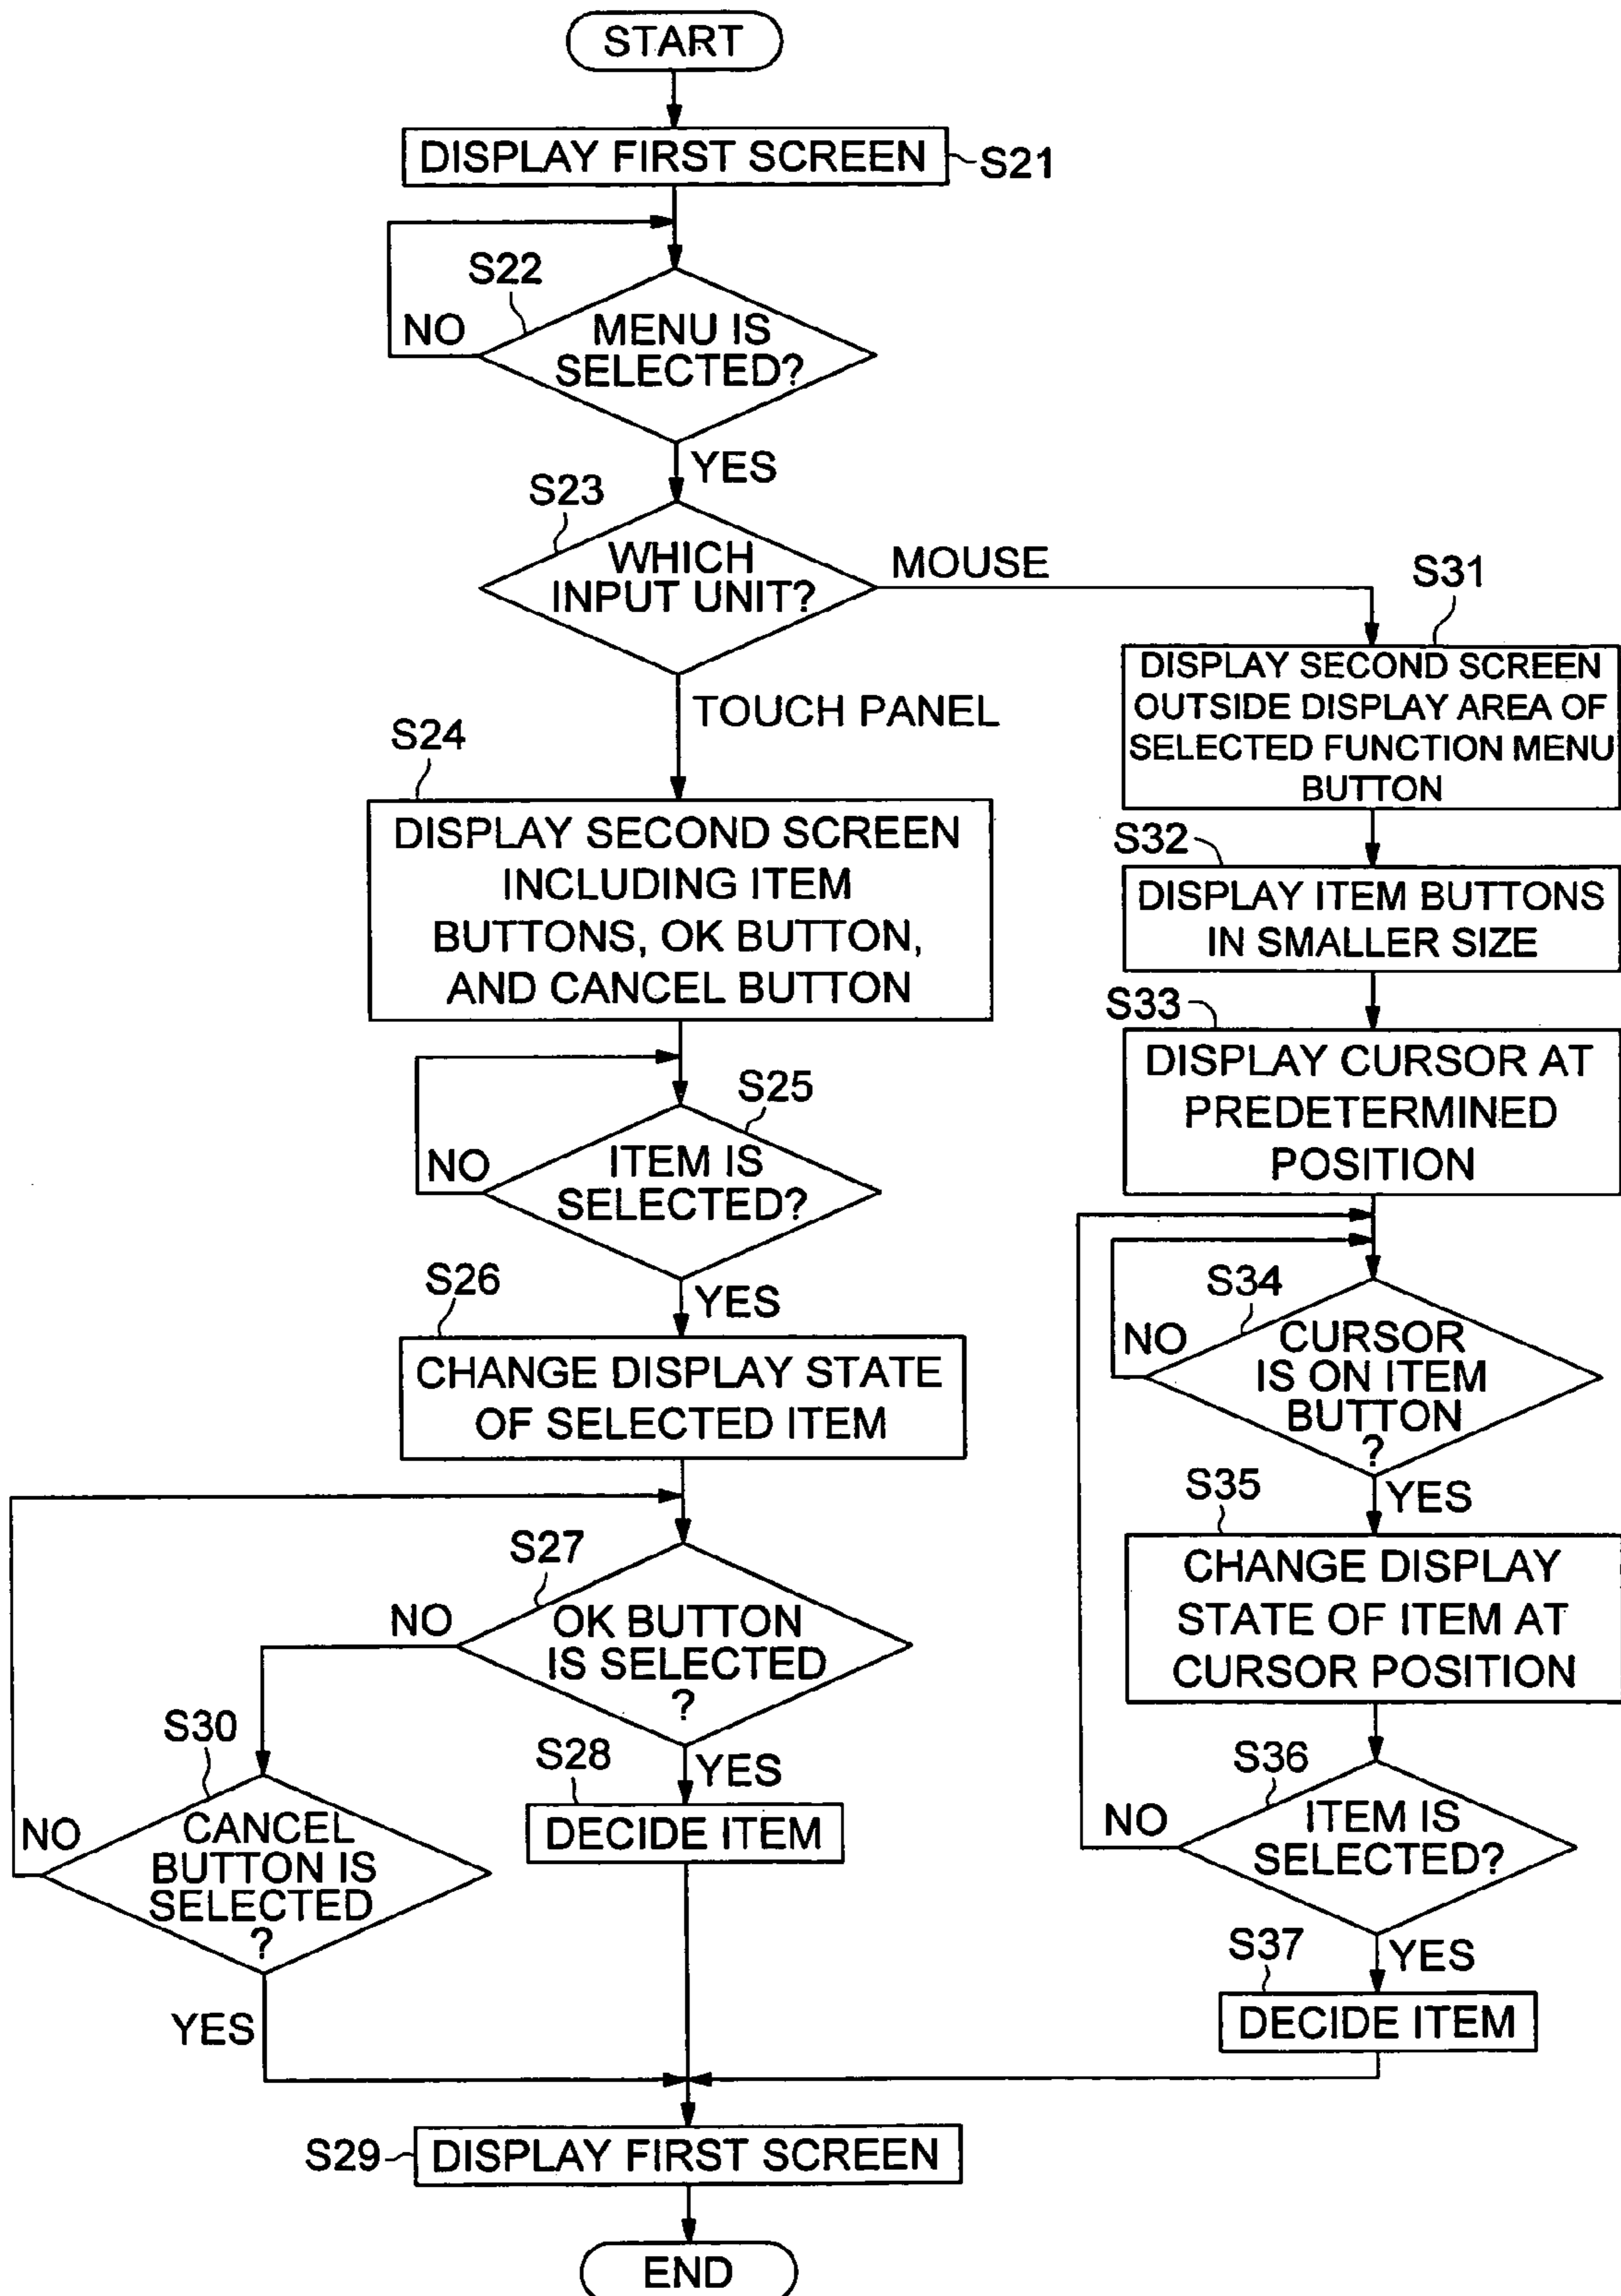 START
DISPLAY FIRST SCREEN
S21
S22
NO
MENU IS
SELECTED?
YES
S23
WHICH
INPUT UNIT?
MOUSE
TOUCH PANEL
S24
DISPLAY SECOND SCREEN
INCLUDING ITEM
BUTTONS, OK BUTTON,
AND CANCEL BUTTON
S25
NO
ITEM IS
SELECTED?
YES
S26
CHANGE DISPLAY STATE
OF SELECTED ITEM
S27
NO
OK BUTTON
IS SELECTED
?
YES
S28
DECIDE ITEM
S30
NO
CANCEL
BUTTON IS
SELECTED
?
YES
S31
DISPLAY SECOND SCREEN
OUTSIDE DISPLAY AREA OF
SELECTED FUNCTION MENU
BUTTON
S32
DISPLAY ITEM BUTTONS
IN SMALLER SIZE
S33
DISPLAY CURSOR AT
PREDETERMINED
POSITION
S34
NO
CURSOR
IS ON ITEM
BUTTON
?
YES
S35
CHANGE DISPLAY
STATE OF ITEM AT
CURSOR POSITION
S36
NO
ITEM IS
SELECTED?
YES
S37
DECIDE ITEM
S29
DISPLAY FIRST SCREEN
END